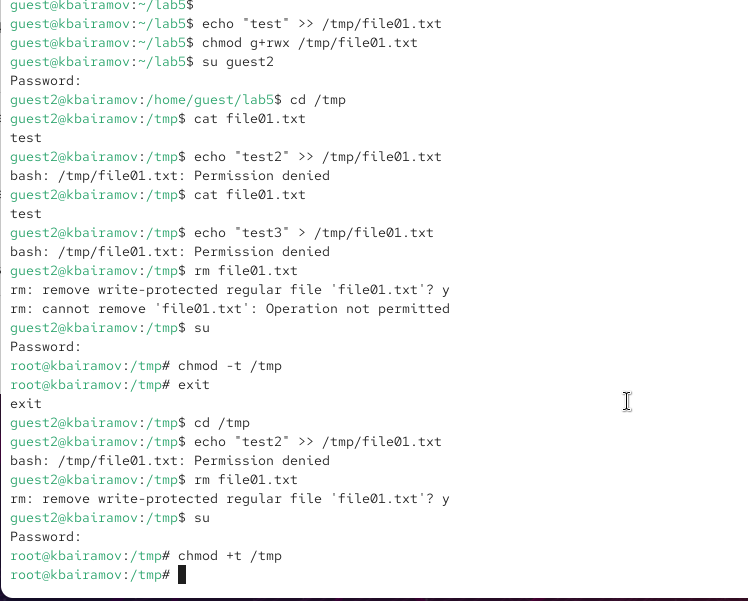 guest@kbairamov:~/lab5$
guest@kbairamov:~/lab5$ echo "test" >> /tmp/file01.txt
guest@kbairamov:~/lab5$ chmod g+rwx /tmp/file01.txt
guest@kbairamov:~/lab5$ su guest2
Password:
guest2@kbairamov:/home/guest/lab5$ cd /tmp
guest2@kbairamov:/tmp$ cat file01.txt
test
guest2@kbairamov:/tmp$ echo "test2" >> /tmp/file01.txt
bash: /tmp/file01.txt: Permission denied
guest2@kbairamov:/tmp$ cat file01.txt
test
guest2@kbairamov:/tmp$ echo "test3" > /tmp/file01.txt
bash: /tmp/file01.txt: Permission denied
guest2@kbairamov:/tmp$ rm file01.txt
rm: remove write-protected regular file 'file01.txt'? y
rm: cannot remove 'file01.txt': Operation not permitted
guest2@kbairamov:/tmp$ su
Password:
root@kbairamov:/tmp# chmod -t /tmp
root@kbairamov:/tmp# exit
exit
guest2@kbairamov:/tmp$ cd /tmp
guest2@kbairamov:/tmp$ echo "test2" >> /tmp/file01.txt
bash: /tmp/file01.txt: Permission denied
guest2@kbairamov:/tmp$ rm file01.txt
rm: remove write-protected regular file 'file01.txt'? y
guest2@kbairamov:/tmp$ su
Password:
root@kbairamov:/tmp# chmod +t /tmp
root@kbairamov:/tmp#